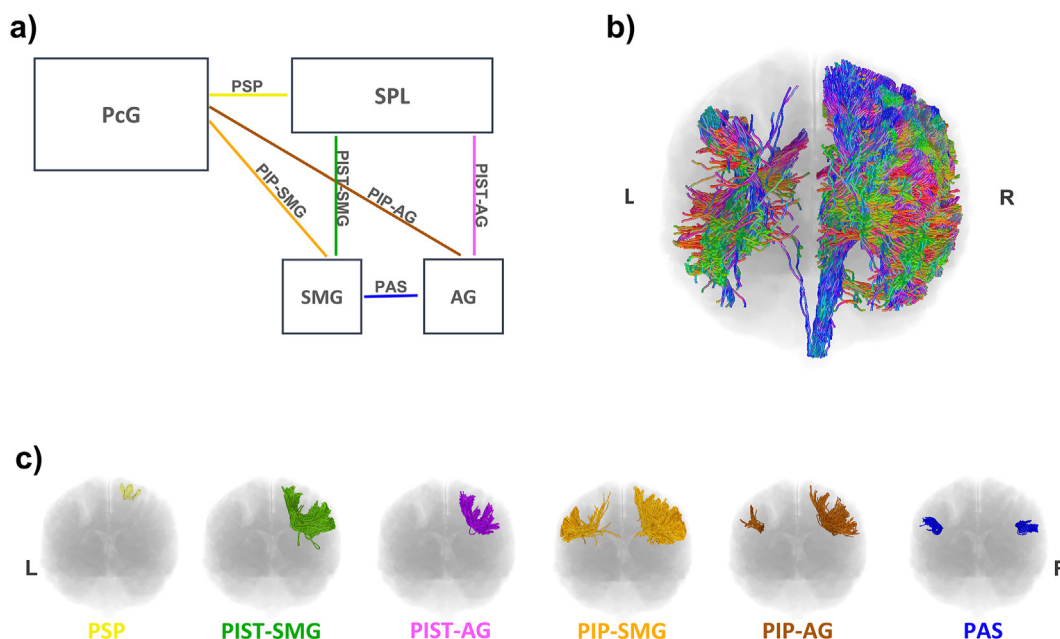 a)
b)
PcG
PSP
SPL
PIP-SMG
PIST-SMG
PIP-AG
PIST-AG
SMG
PAS
AG
L
R
c)
L
R
PSP
PIST-SMG
PIST-AG
PIP-SMG
PIP-AG
PAS